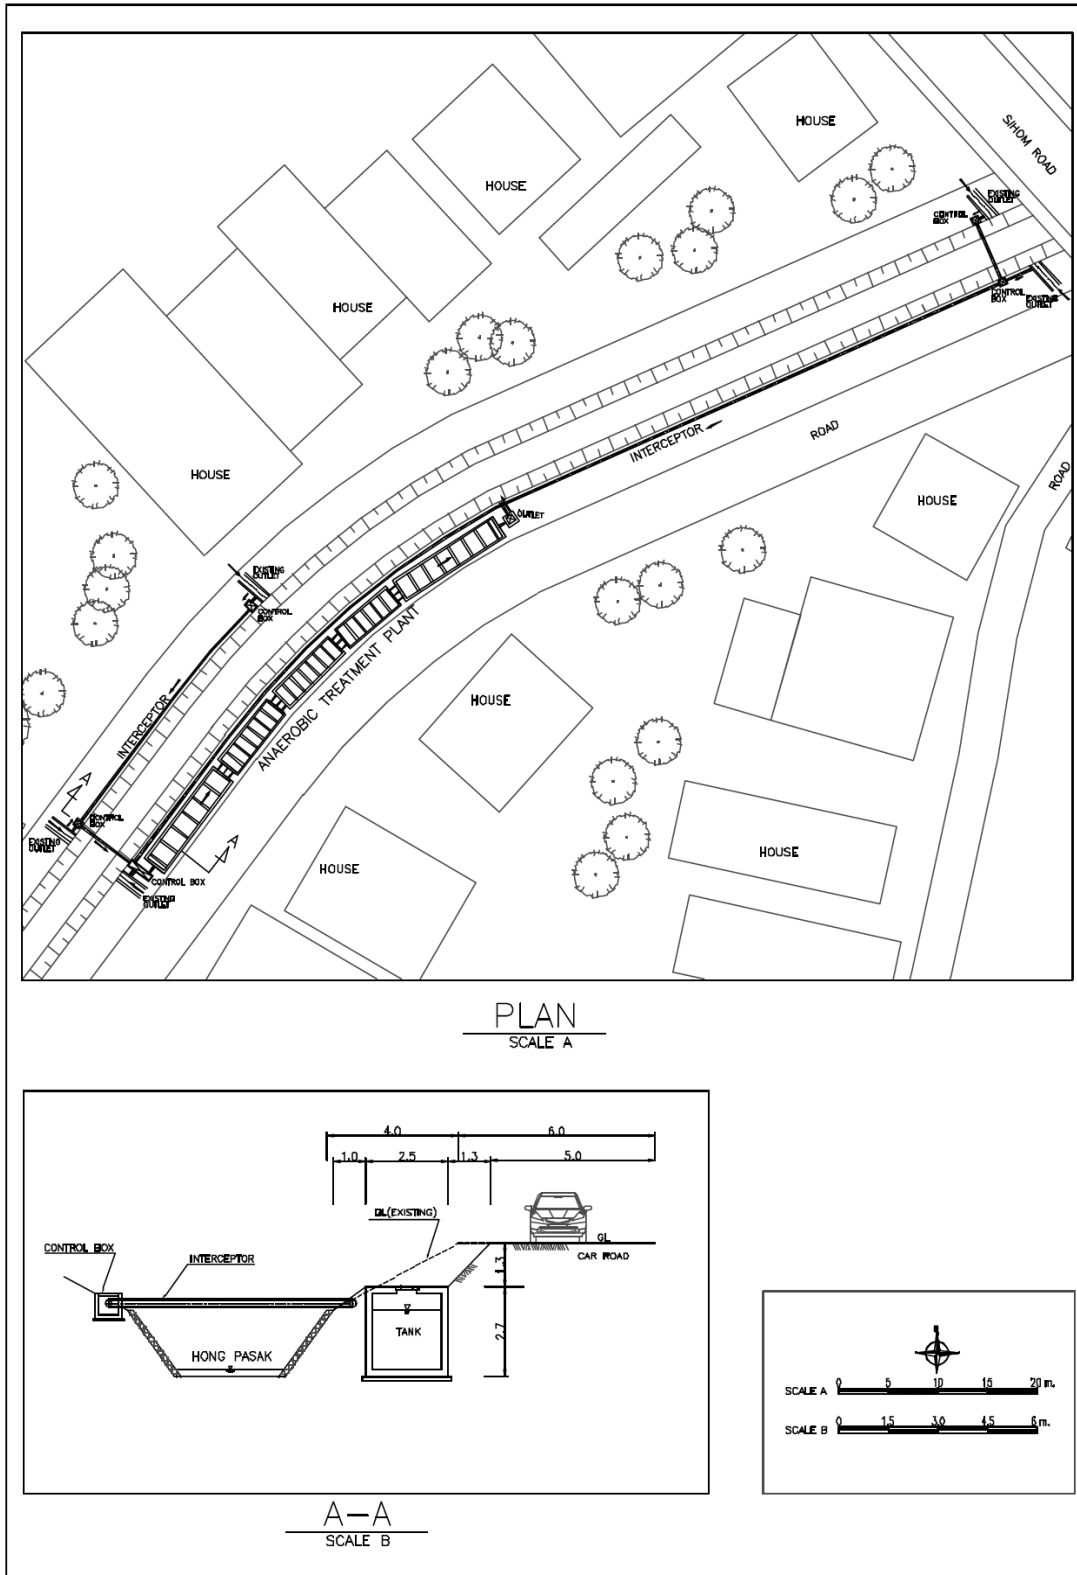 SIHOM ROAD
HOUSE
HOUSE
HOUSE
HOUSE
EXISTING
OUTLET
CONTROL
BOX
CONTROL
BOX
EXISTING
OUTLET
INTERCEPTOR
ROAD
ROAD
HOUSE
OUTLET
EXISTING
OUTLET
CONTROL
BOX
ANAEROBIC TREATMENT PLANT
HOUSE
INTERCEPTOR
A
CONTROL
BOX
EXISTING
OUTLET
A
CONTROL BOX
EXISTING
OUTLET
HOUSE
HOUSE
PLAN
SCALE A
4.0
6.0
1.0
2.5
1.3
5.0
GL(EXISTING)
CONTROL BOX
INTERCEPTOR
GL
CAR ROAD
1.3
TANK
2.7
HONG PASAK
A-A
SCALE B
N
SCALE A
0 5 10 15 20 m.
SCALE B
0 1.5 3.0 4.5 6 m.